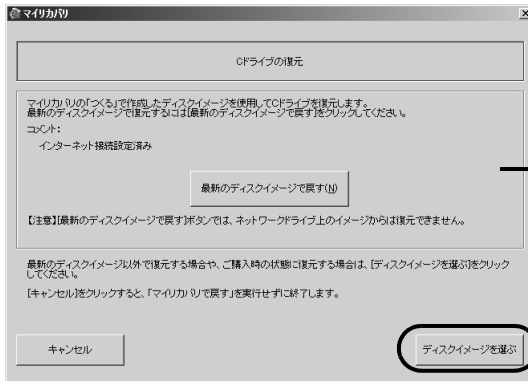 マイリカバリ
Cドライブの復元
マイリカバリの「つくる」で作成したディスクイメージを使用してCドライブを復元します。
最新のディスクイメージで復元するには[最新のディスクイメージで戻す]をクリックしてください。
コメント：
インターネット接続設定済み
最新のディスクイメージで戻す(N)
【注意】[最新のディスクイメージで戻す]ボタンでは、ネットワークドライブ上のイメージからは復元できません。
最新のディスクイメージ以外で復元する場合や、ご購入時の状態に復元する場合は、[ディスクイメージを選ぶ]をクリック
してください。
[キャンセル]をクリックすると、「マイリカバリで戻す」を実行せずに終了します。
キャンセル
ディスクイメージを選ぶ